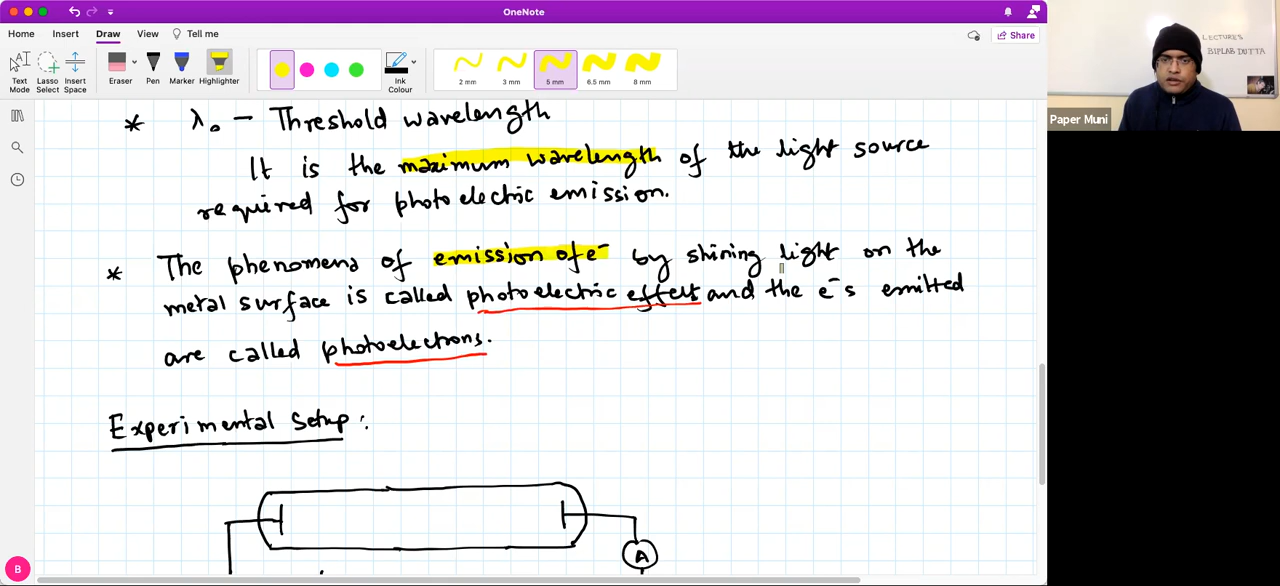 OneNote
Home Insert Draw View Tell me
Share
Text Mode
Lasso Select
Insert Space
Eraser
Pen
Marker
Highlighter
Ink Colour
2 mm 3 mm 5 mm 6.5 mm 8 mm
LECTURES
BIPLAB DUTTA
Paper Muni
* λ₀ – Threshold wavelength
It is the maximum wavelength of the light source
required for photoelectric emission.
* The phenomena of emission of e⁻ by shining light on the
metal surface is called photoelectric effect and the e⁻s emitted
are called photoelectrons.
Experimental Setup :
A
B